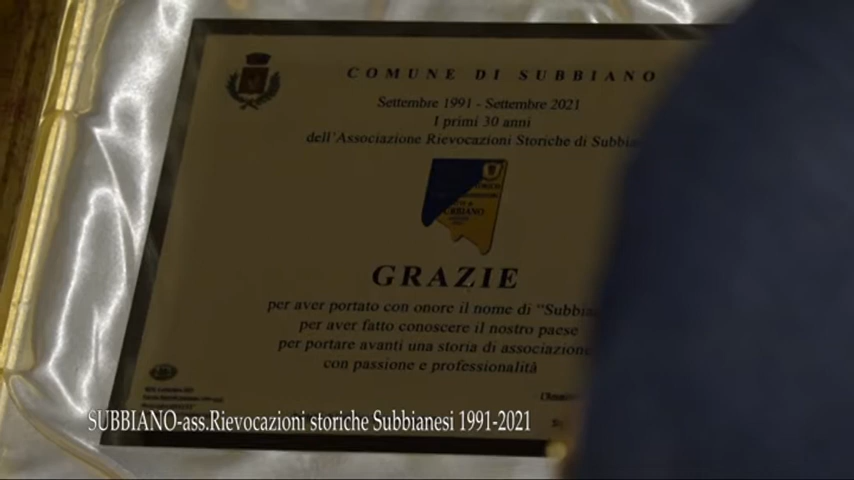 COMUNE DI SUBBIANO
Settembre 1991 - Settembre 2021
I primi 30 anni
dell'Associazione Rievocazioni Storiche di
SUBBIANO
GRAZIE
per aver portato con onore il nome di
per aver fatto conoscere il nostro paese
per portare avanti una storia di associazione
con passione e professionalità
SUBBIANO-ass.Rievocazioni storiche Subbianesi 1991-2021